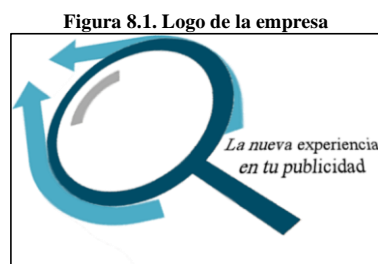 Figura 8.1. Logo de la empresa
La nueva experiencia
en tu publicidad